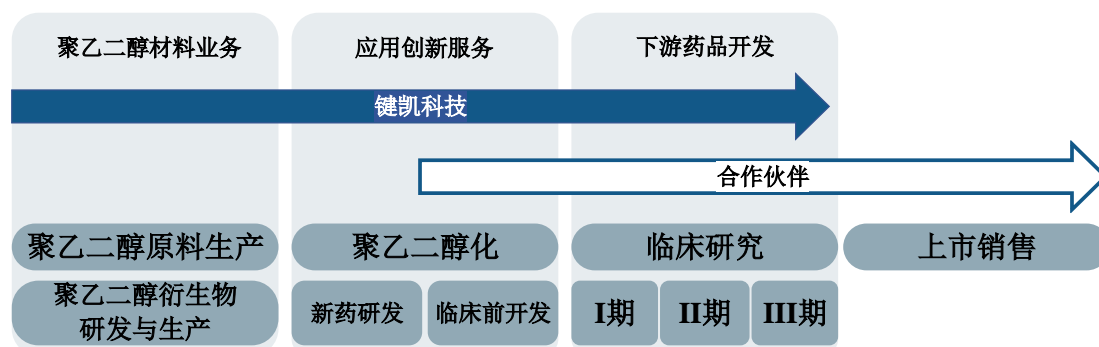 聚乙二醇材料业务
应用创新服务
下游药品开发
键凯科技
合作伙伴
聚乙二醇原料生产
聚乙二醇化
临床研究
上市销售
聚乙二醇衍生物
研发与生产
新药研发
临床前开发
I期
II期
III期